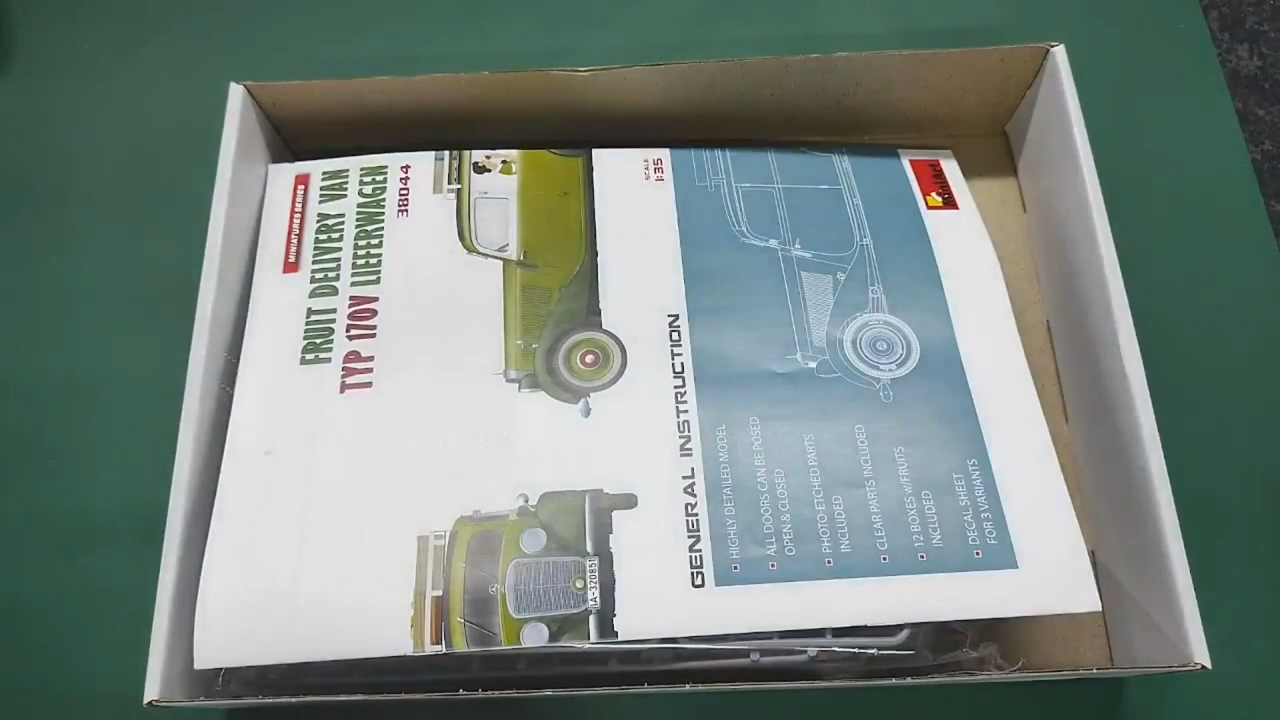 MINIATURES SERIES
FRUIT DELIVERY VAN
TYP 170V LIEFERWAGEN
38044
SCALE
1:35
MiniArt
IA-320851
GENERAL INSTRUCTION
HIGHLY DETAILED MODEL
ALL DOORS CAN BE POSED
OPEN & CLOSED
PHOTO-ETCHED PARTS
INCLUDED
CLEAR PARTS INCLUDED
12 BOXES W/FRUITS
INCLUDED
DECAL SHEET
FOR 3 VARIANTS